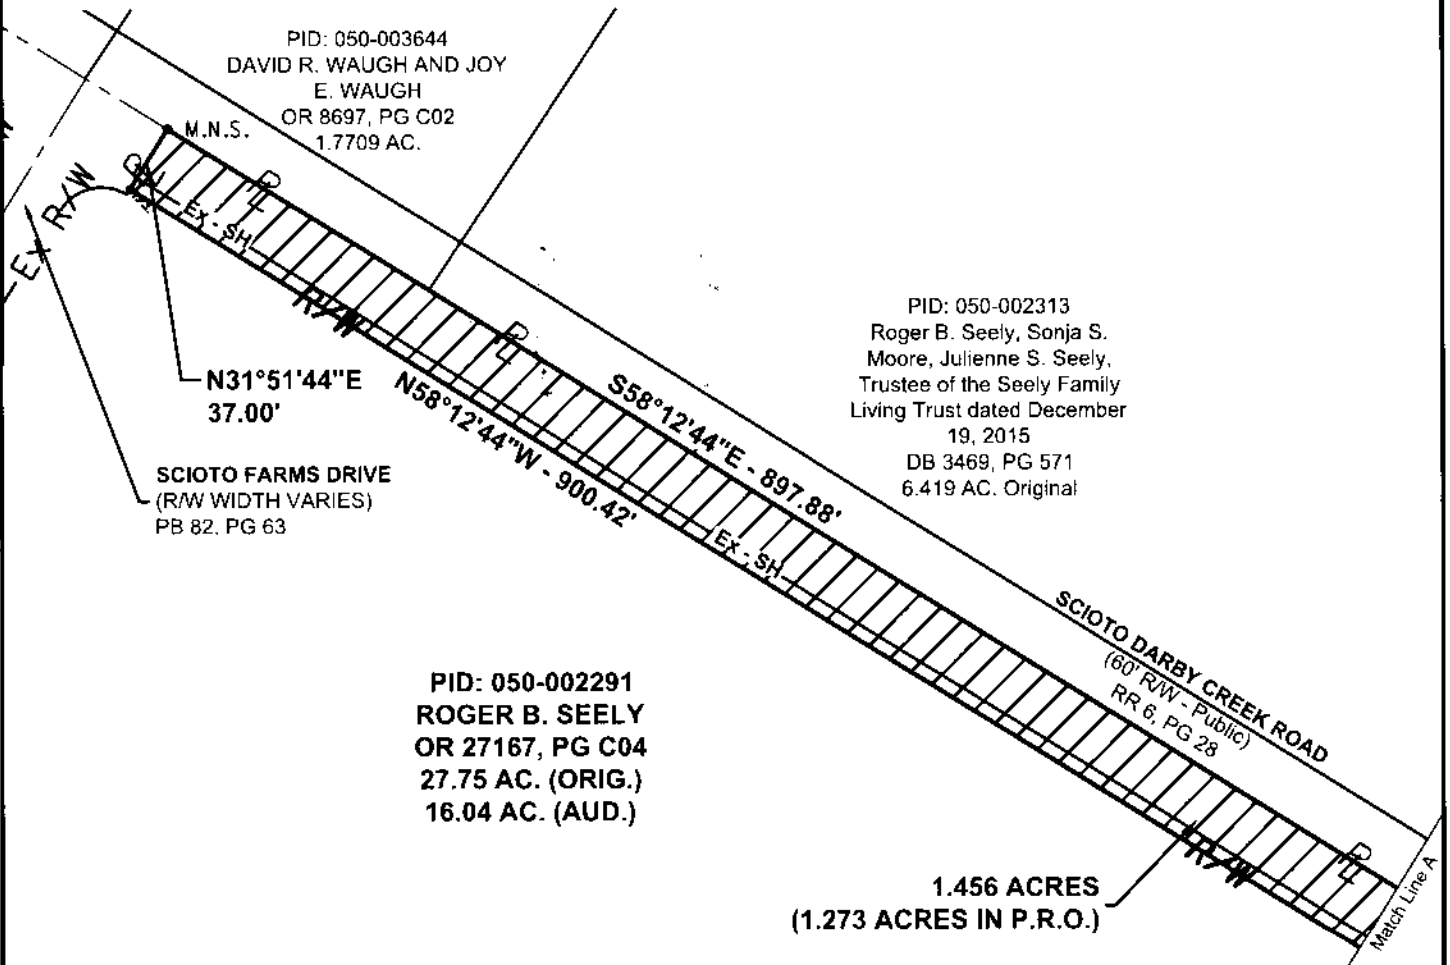 PID: 050-003644
DAVID R. WAUGH AND JOY
E. WAUGH
OR 8697, PG C02
1.7709 AC.
M.N.S.
PL
PL
Ex R/W
Ex - SH
R/W
PL
N31°51'44"E
37.00'
N58°12'44"W - 900.42'
S58°12'44"E - 897.88'
PID: 050-002313
Roger B. Seely, Sonja S.
Moore, Julienne S. Seely,
Trustee of the Seely Family
Living Trust dated December
19, 2015
DB 3469, PG 571
6.419 AC. Original
SCIOTO FARMS DRIVE
(R/W WIDTH VARIES)
PB 82, PG 63
Ex - SH
SCIOTO DARBY CREEK ROAD
(60' R/W - Public)
RR 6, PG 28
PID: 050-002291
ROGER B. SEELY
OR 27167, PG C04
27.75 AC. (ORIG.)
16.04 AC. (AUD.)
R/W
PL
1.456 ACRES
(1.273 ACRES IN P.R.O.)
Match Line A